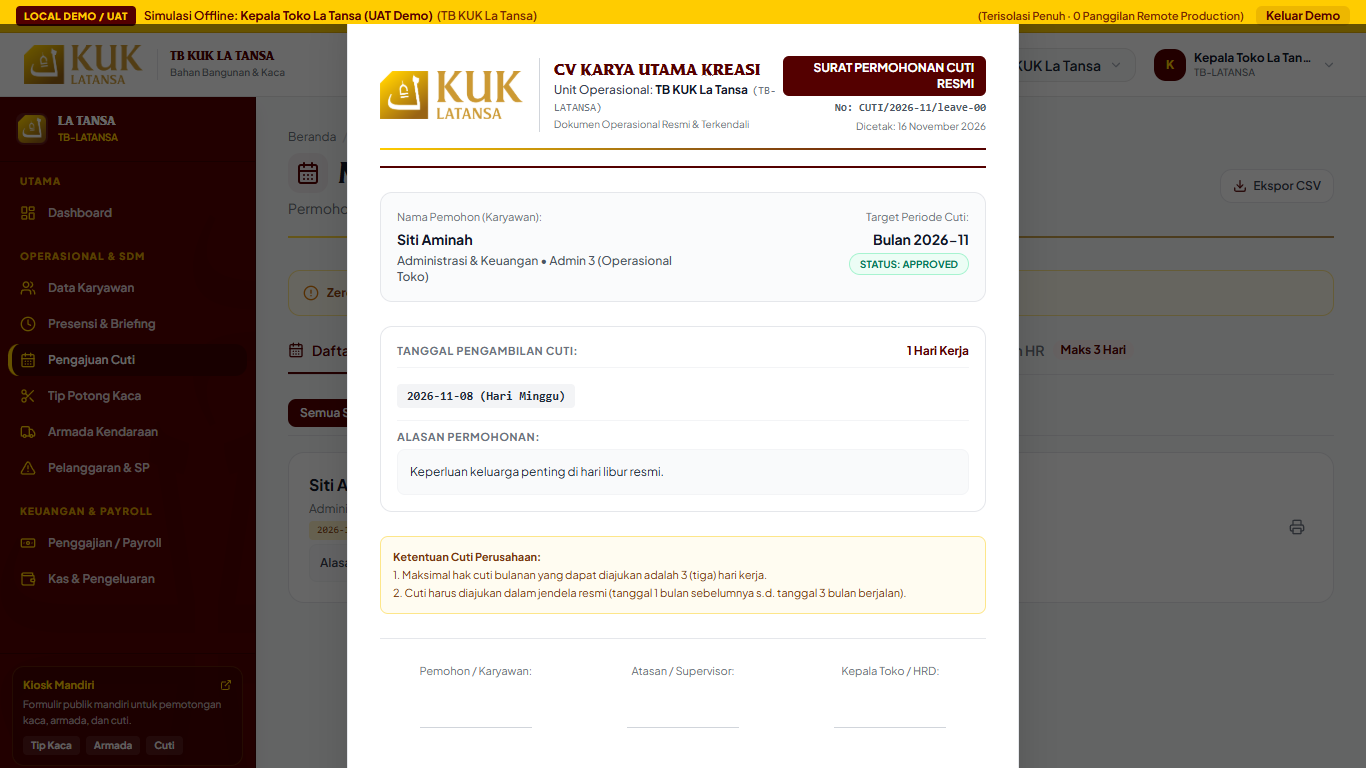 LOCAL DEMO / UAT Simulasi Offline: Kepala Toko La Tansa (UAT Demo) (TB KUK La Tansa)
(Terisolasi Penuh · 0 Panggilan Remote Production) Keluar Demo
KUK
LATANSA
TB KUK LA TANSA
Bahan Bangunan & Kaca
KUK La Tansa
K
Kepala Toko La Tan...
TB-LATANSA
LA TANSA
TB-LATANSA
UTAMA
Dashboard
OPERASIONAL & SDM
Data Karyawan
Presensi & Briefing
Pengajuan Cuti
Tip Potong Kaca
Armada Kendaraan
Pelanggaran & SP
KEUANGAN & PAYROLL
Penggajian / Payroll
Kas & Pengeluaran
Kiosk Mandiri
Formulir publik mandiri untuk pemotongan
kaca, armada, dan cuti.
Tip Kaca Armada Cuti
Beranda /
Ekspor CSV
HR Maks 3 Hari
KUK
LATANSA
CV KARYA UTAMA KREASI
Unit Operasional: TB KUK La Tansa (TB-
LATANSA)
Dokumen Operasional Resmi & Terkendali
SURAT PERMOHONAN CUTI
RESMI
No: CUTI/2026-11/leave-00
Dicetak: 16 November 2026
Nama Pemohon (Karyawan):
Siti Aminah
Administrasi & Keuangan • Admin 3 (Operasional
Toko)
Target Periode Cuti:
Bulan 2026-11
STATUS: APPROVED
TANGGAL PENGAMBILAN CUTI:
1 Hari Kerja
2026-11-08 (Hari Minggu)
ALASAN PERMOHONAN:
Keperluan keluarga penting di hari libur resmi.
Ketentuan Cuti Perusahaan:
1. Maksimal hak cuti bulanan yang dapat diajukan adalah 3 (tiga) hari kerja.
2. Cuti harus diajukan dalam jendela resmi (tanggal 1 bulan sebelumnya s.d. tanggal 3 bulan berjalan).
Pemohon / Karyawan:
Atasan / Supervisor:
Kepala Toko / HRD: